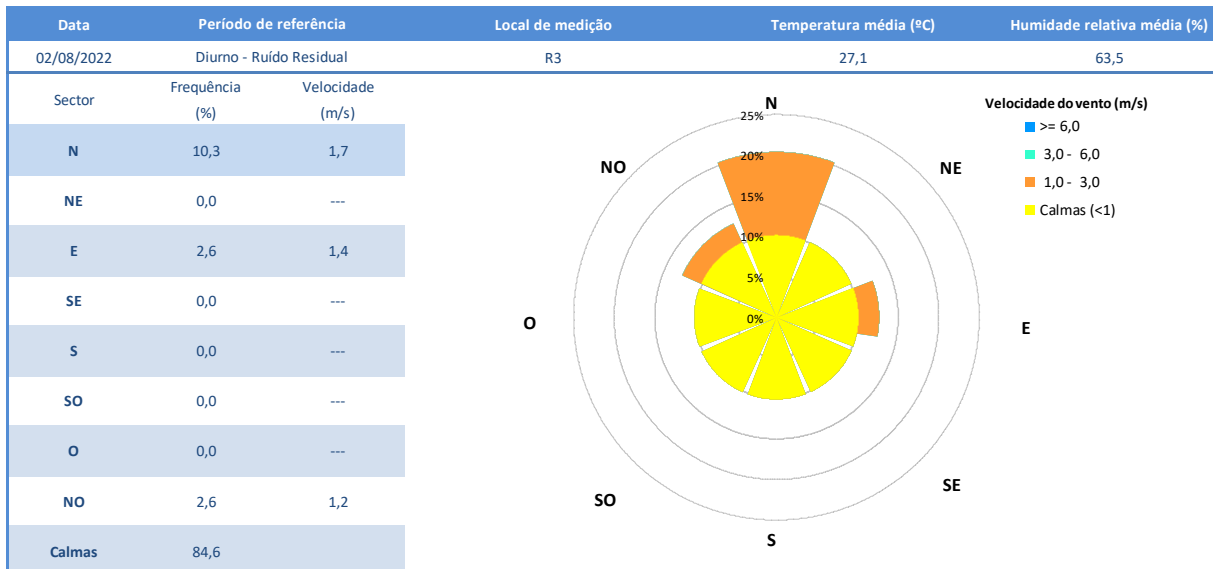 Data Período de referência Local de medição Temperatura média (ºC) Humidade relativa média (%)
02/08/2022 Diurno - Ruído Residual R3 27,1 63,5
Sector Frequência (%) Velocidade (m/s)
N 10,3 1,7
NE 0,0 ---
E 2,6 1,4
SE 0,0 ---
S 0,0 ---
SO 0,0 ---
O 0,0 ---
NO 2,6 1,2
Calmas 84,6
N
NE
E
SE
S
SO
O
NO
25%
20%
15%
10%
5%
0%
Velocidade do vento (m/s)
>= 6,0
3,0 - 6,0
1,0 - 3,0
Calmas (<1)